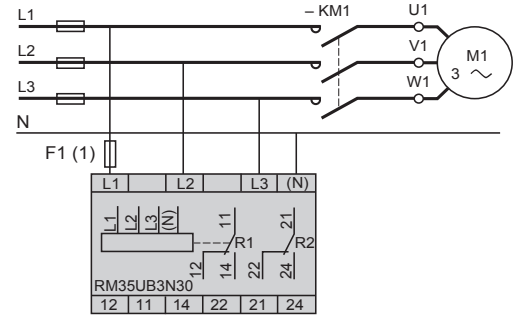 L1 – KM1 U1
L2 V1
M1
3
L3 W1
N
F1 (1)
L1 L2 L3 (N)
L1 L2 L3 (N) 11 21
R1 R2
12 14 22 24
RM35UB3N30
12 11 14 22 21 24